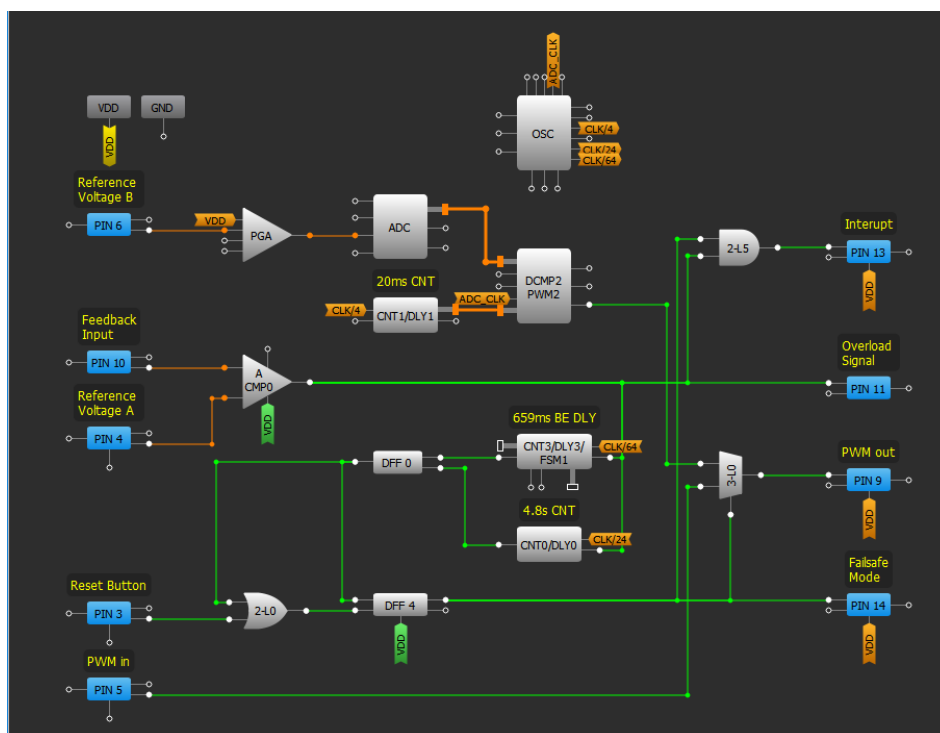 ADC_CLK
VDD
GND
VDD
OSC
CLK/4
CLK/24
CLK/64
Reference
Voltage B
PIN 6
VDD
PGA
ADC
2-L5
Interupt
PIN 13
VDD
20ms CNT
CLK/4
CNT1/DLY1
ADC_CLK
DCMP2
PWM2
Feedback
Input
PIN 10
A
CMP0
VDD
Overload
Signal
PIN 11
Reference
Voltage A
PIN 4
659ms BE DLY
CNT3/DLY3/
FSM1
CLK/64
DFF 0
3-L0
PWM out
PIN 9
VDD
4.8s CNT
CNT0/DLY0
CLK/24
Reset Button
PIN 3
2-L0
DFF 4
VDD
Failsafe
Mode
PIN 14
VDD
PWM in
PIN 5